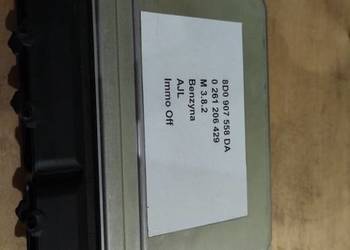 8D0 907 558 DA
0 261 206 429
M 3.8.2
Benzyna
AJL
Immo Off